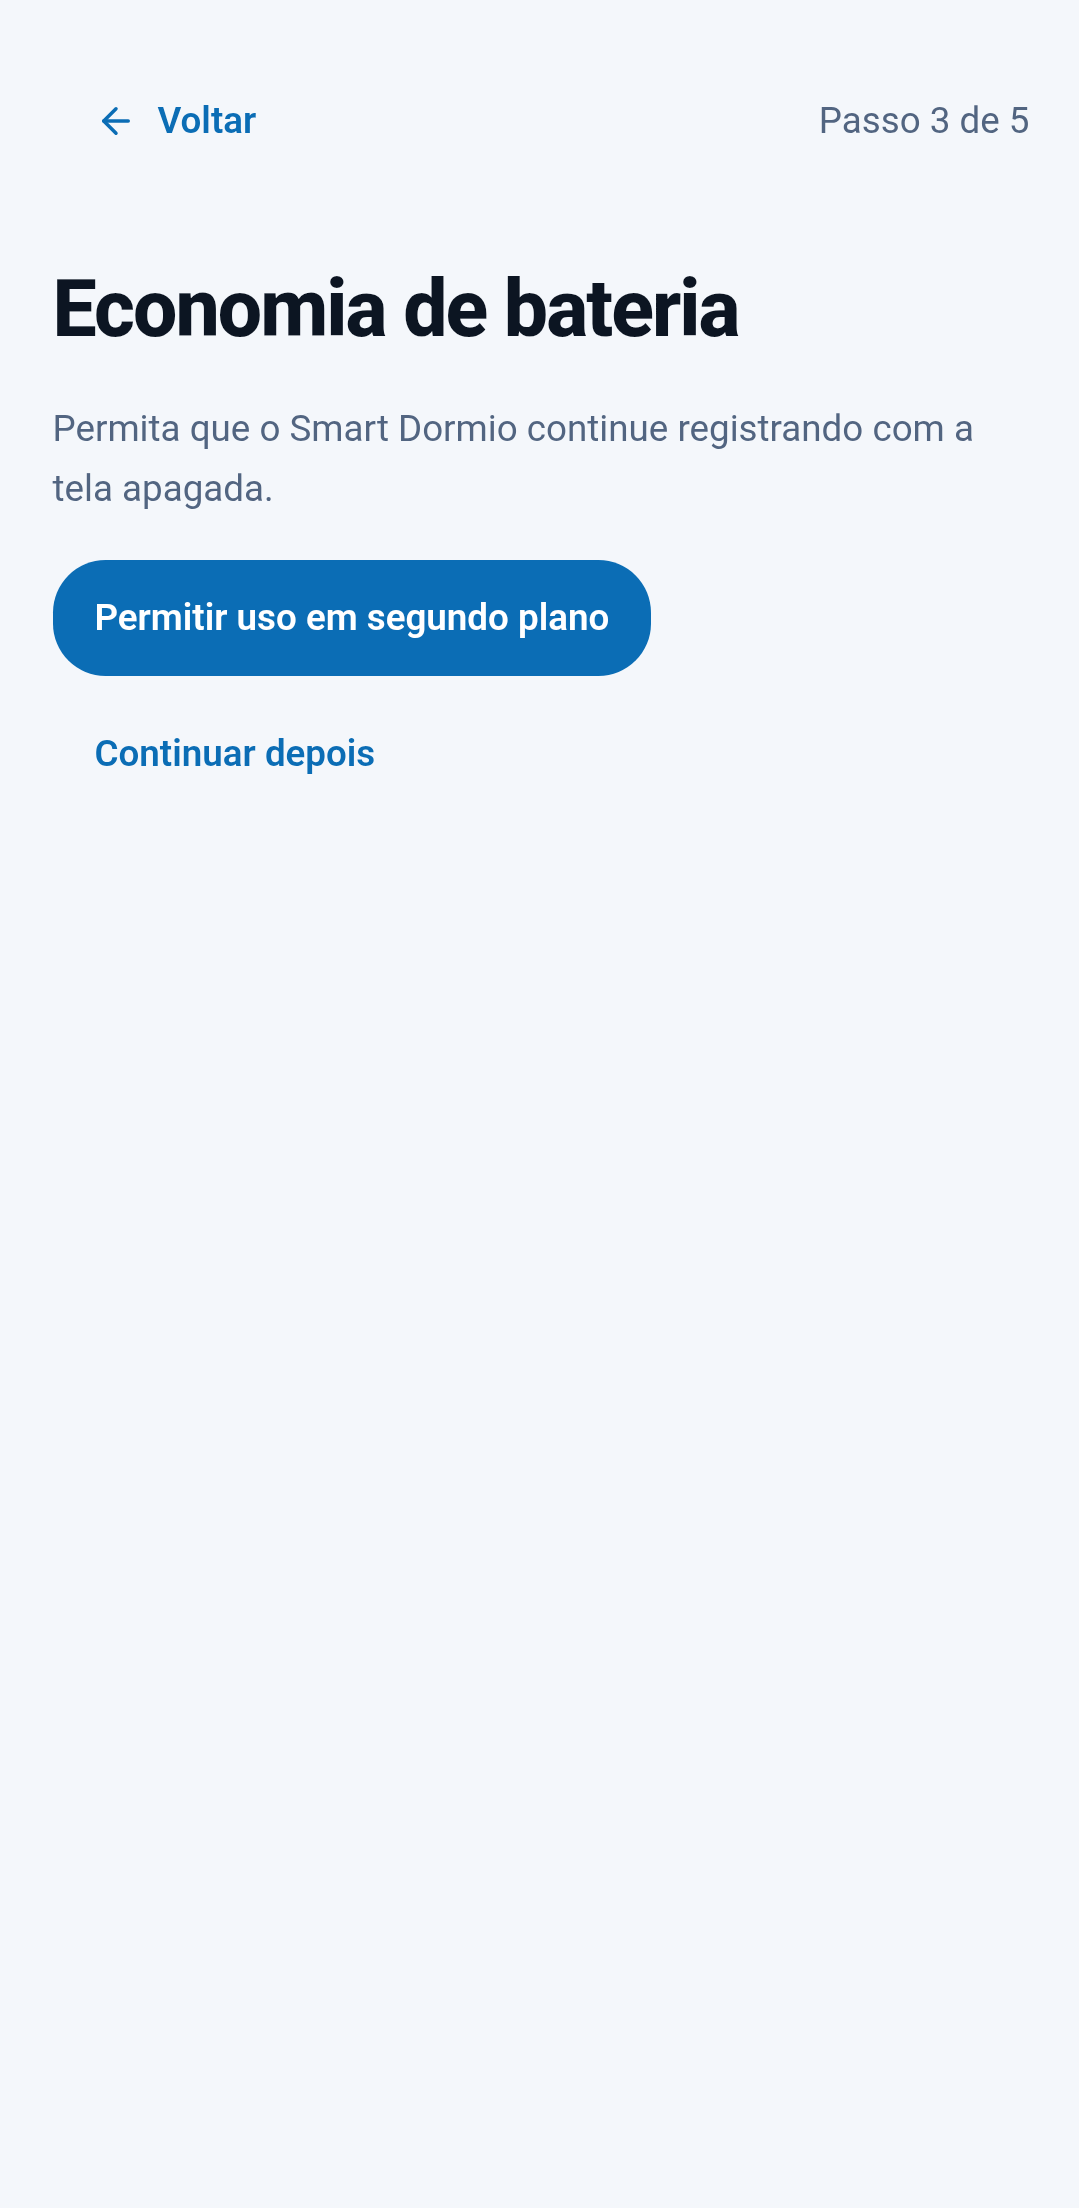 Voltar
Passo 3 de 5
Economia de bateria
Permita que o Smart Dormio continue registrando com a
tela apagada.
Permitir uso em segundo plano
Continuar depois